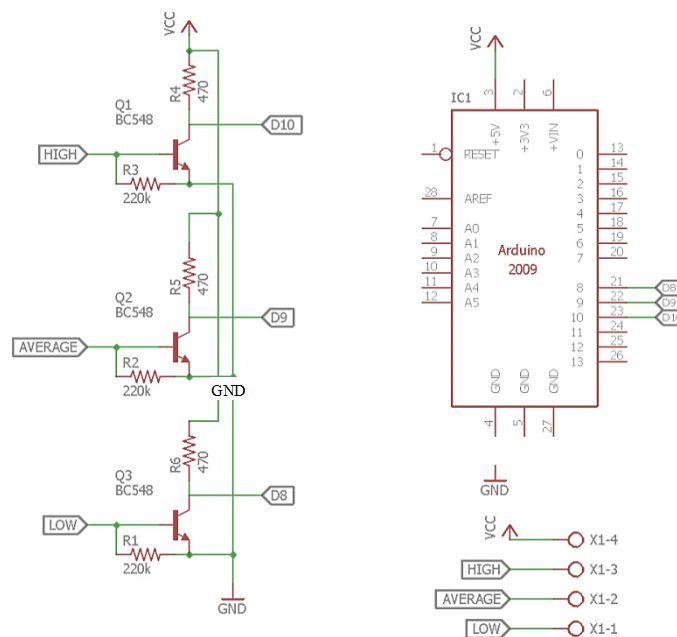 VCC
R4
470
Q1
BC548
D10
HIGH
R3
220k
R5
470
Q2
BC548
D9
AVERAGE
R2
220k
GND
R6
470
Q3
BC548
D8
LOW
R1
220k
GND
VCC
IC1
3
2
6
+5V
+3V3
+VIN
1
RESET
28
AREF
7
A0
8
A1
9
A2
10
A3
11
A4
12
A5
Arduino
2009
0
13
1
14
2
15
3
16
4
17
5
18
6
19
7
20
8
21
D8
9
22
D9
10
23
D10
11
24
12
25
13
26
GND
GND
GND
4
5
27
GND
VCC
X1-4
HIGH
X1-3
AVERAGE
X1-2
LOW
X1-1